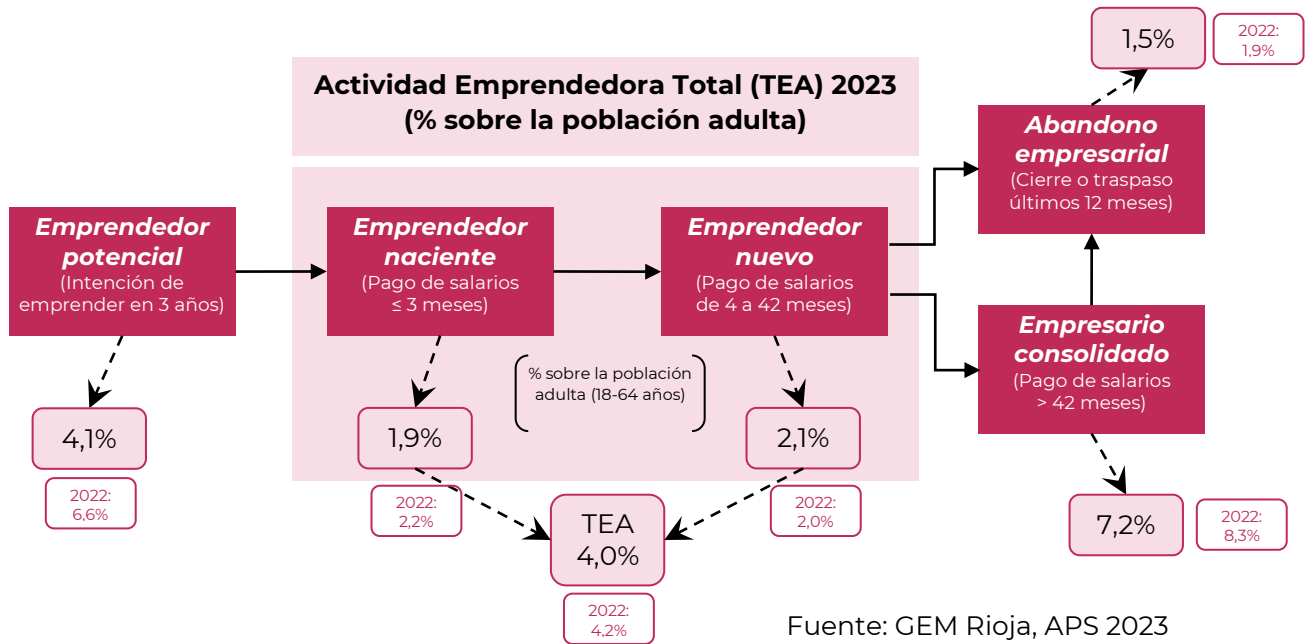 1,5%
2022:
1,9%
Actividad Emprendedora Total (TEA) 2023
(% sobre la población adulta)
Abandono
empresarial
(Cierre o traspaso
últimos 12 meses)
Emprendedor
potencial
(Intención de
emprender en 3 años)
Emprendedor
naciente
(Pago de salarios
≤ 3 meses)
Emprendedor
nuevo
(Pago de salarios
de 4 a 42 meses)
Empresario
consolidado
(Pago de salarios
> 42 meses)
% sobre la población
adulta (18-64 años)
4,1%
2022:
6,6%
1,9%
2022:
2,2%
2,1%
2022:
2,0%
TEA
4,0%
2022:
4,2%
7,2%
2022:
8,3%
Fuente: GEM Rioja, APS 2023